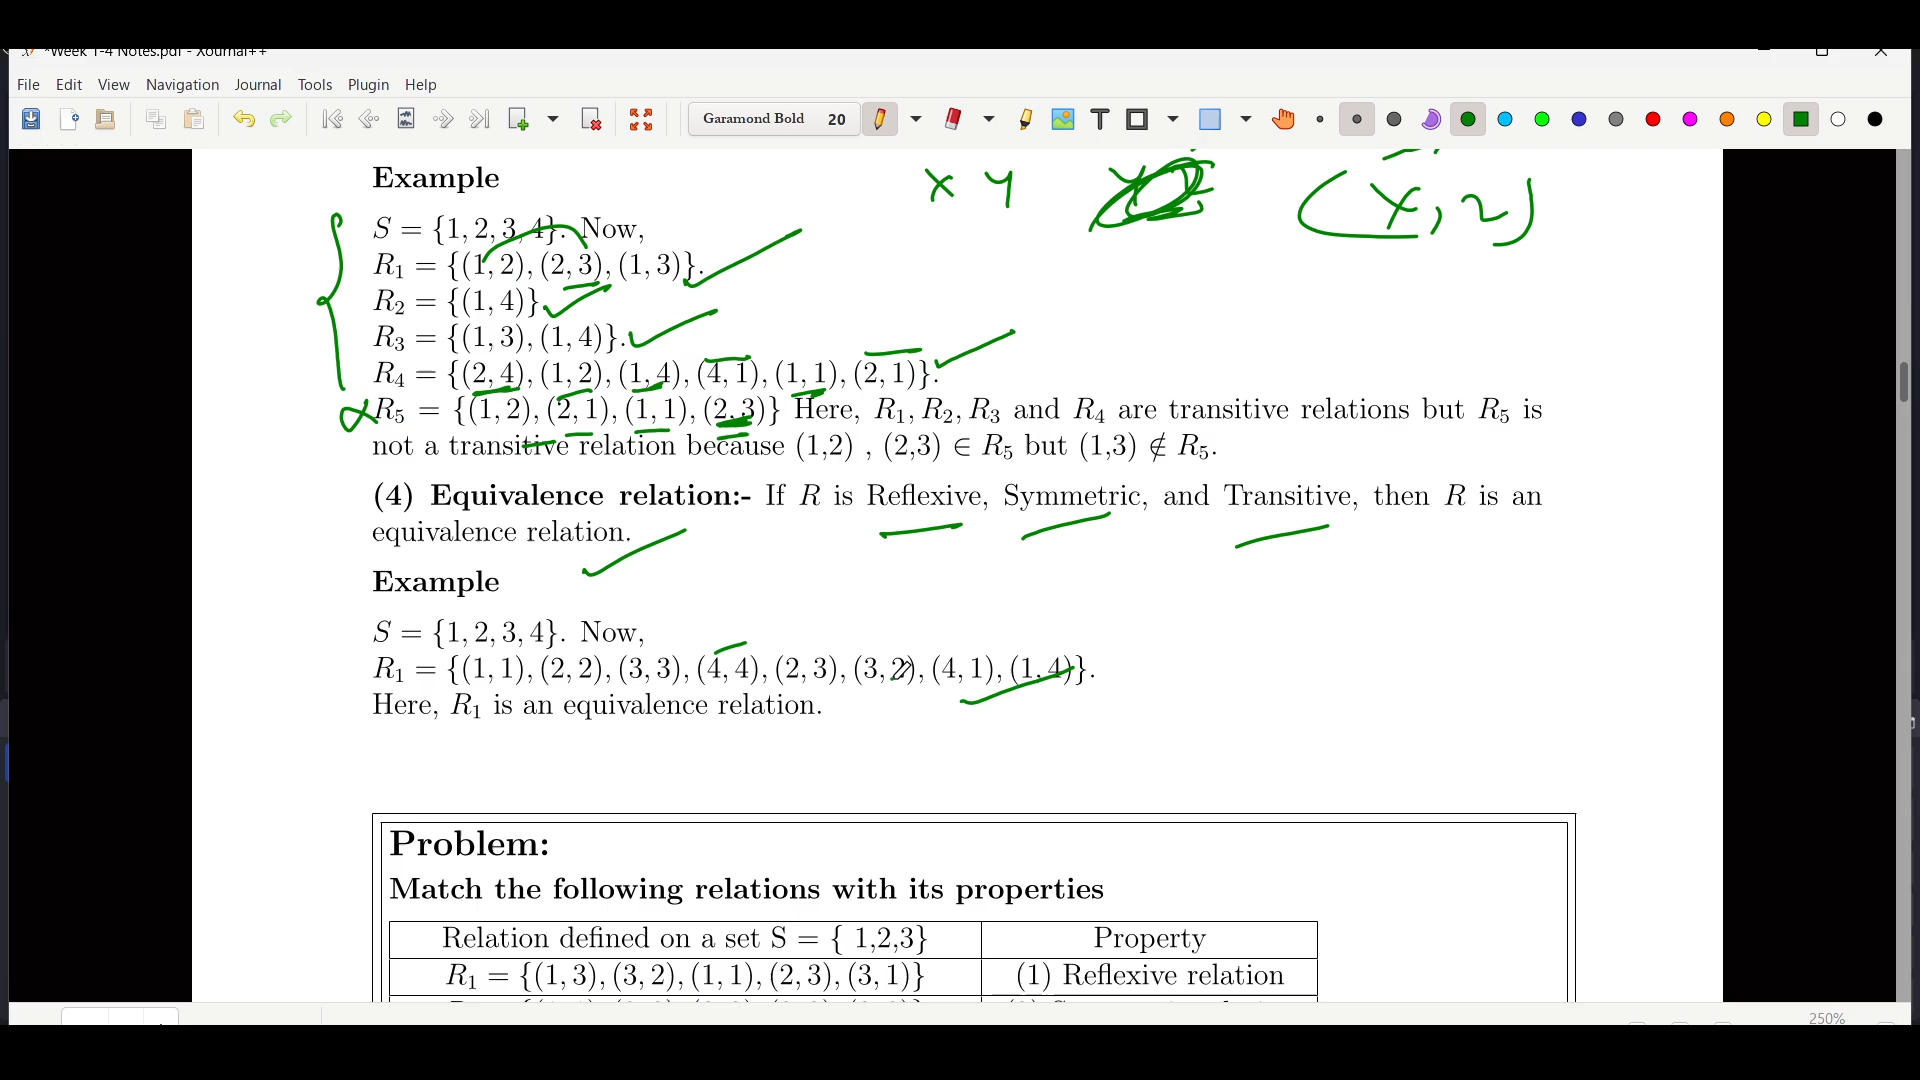 *Week 1-4 Notes.pdf - Xournal++
File Edit View Navigation Journal Tools Plugin Help
Garamond Bold 20
Example
x y
(x, 2)
S = {1, 2, 3, 4}. Now,
R₁ = {(1, 2), (2, 3), (1, 3)}.
R₂ = {(1, 4)}
R₃ = {(1, 3), (1, 4)}.
R₄ = {(2, 4), (1, 2), (1, 4), (4, 1), (1, 1), (2, 1)}.
R₅ = {(1, 2), (2, 1), (1, 1), (2, 3)} Here, R₁, R₂, R₃ and R₄ are transitive relations but R₅ is
not a transitive relation because (1,2) , (2,3) ∈ R₅ but (1,3) ∉ R₅.
(4) Equivalence relation:- If R is Reflexive, Symmetric, and Transitive, then R is an
equivalence relation.
Example
S = {1, 2, 3, 4}. Now,
R₁ = {(1, 1), (2, 2), (3, 3), (4, 4), (2, 3), (3, 2), (4, 1), (1, 4)}.
Here, R₁ is an equivalence relation.
Problem:
Match the following relations with its properties
Relation defined on a set S = { 1,2,3} Property
R₁ = {(1, 3), (3, 2), (1, 1), (2, 3), (3, 1)} (1) Reflexive relation
250%